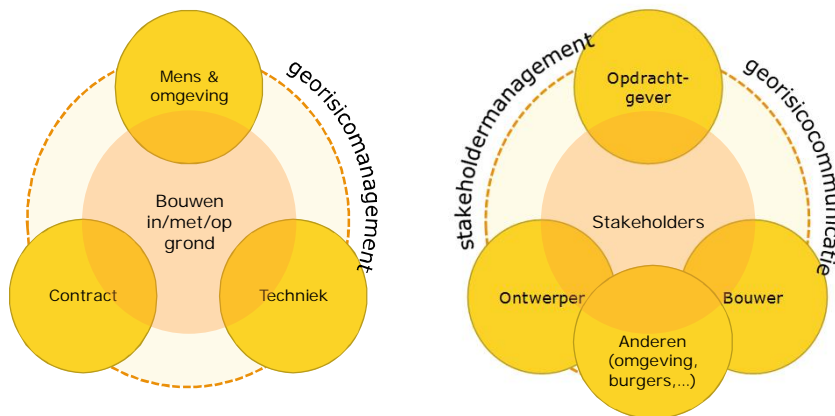 Mens &
omgeving
georisicomanagement
Bouwen
in/met/op
grond
Contract
Techniek
stakeholdermanagement
Opdracht-
gever
georisicocommunicatie
Stakeholders
Ontwerper
Bouwer
Anderen
(omgeving,
burgers,...)